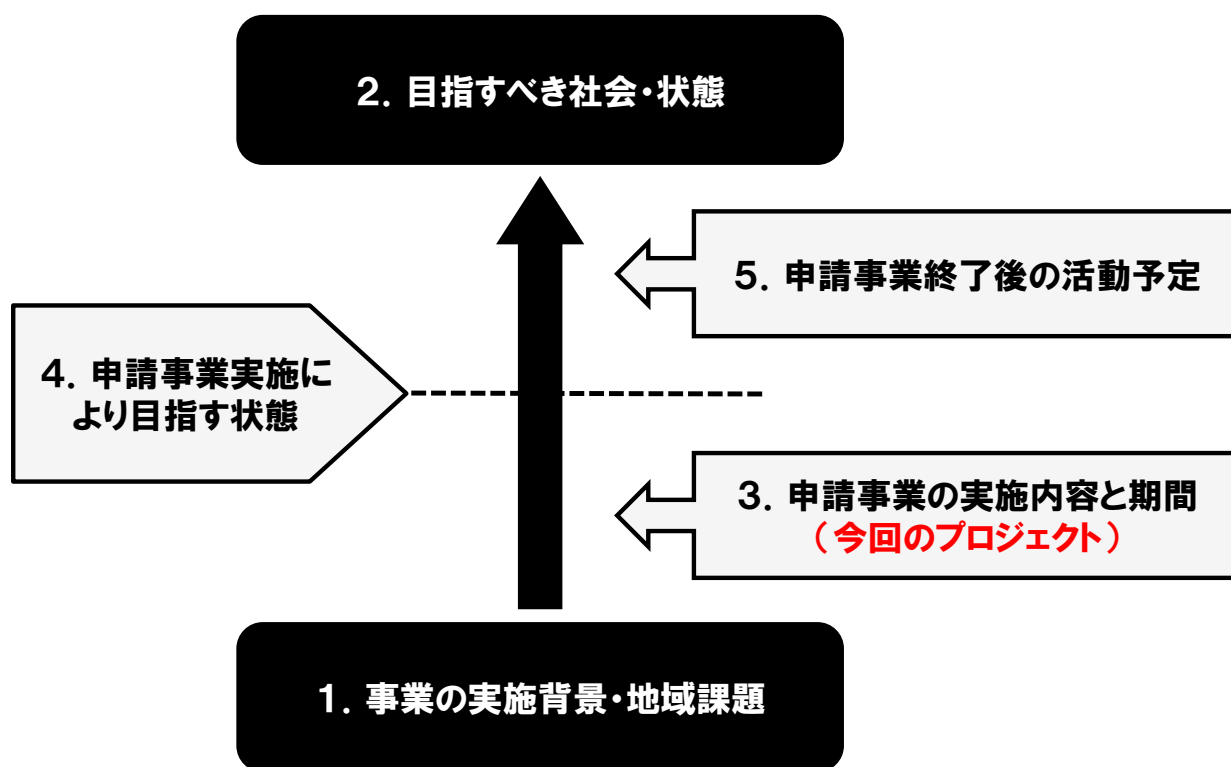 2. 目指すべき社会・状態
5. 申請事業終了後の活動予定
4. 申請事業実施に
より目指す状態
3. 申請事業の実施内容と期間
（今回のプロジェクト）
1. 事業の実施背景・地域課題